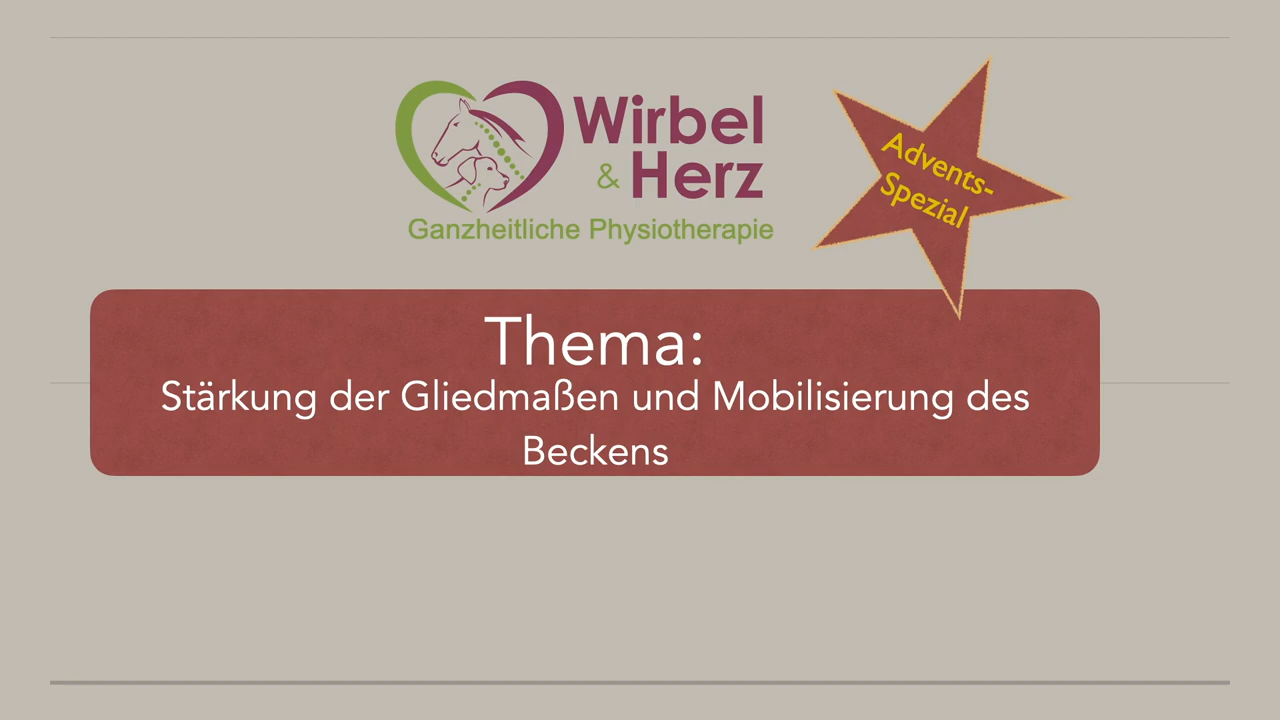 Wirbel
& Herz
Ganzheitliche Physiotherapie
Advents-
Spezial
Thema:
Stärkung der Gliedmaßen und Mobilisierung des
Beckens